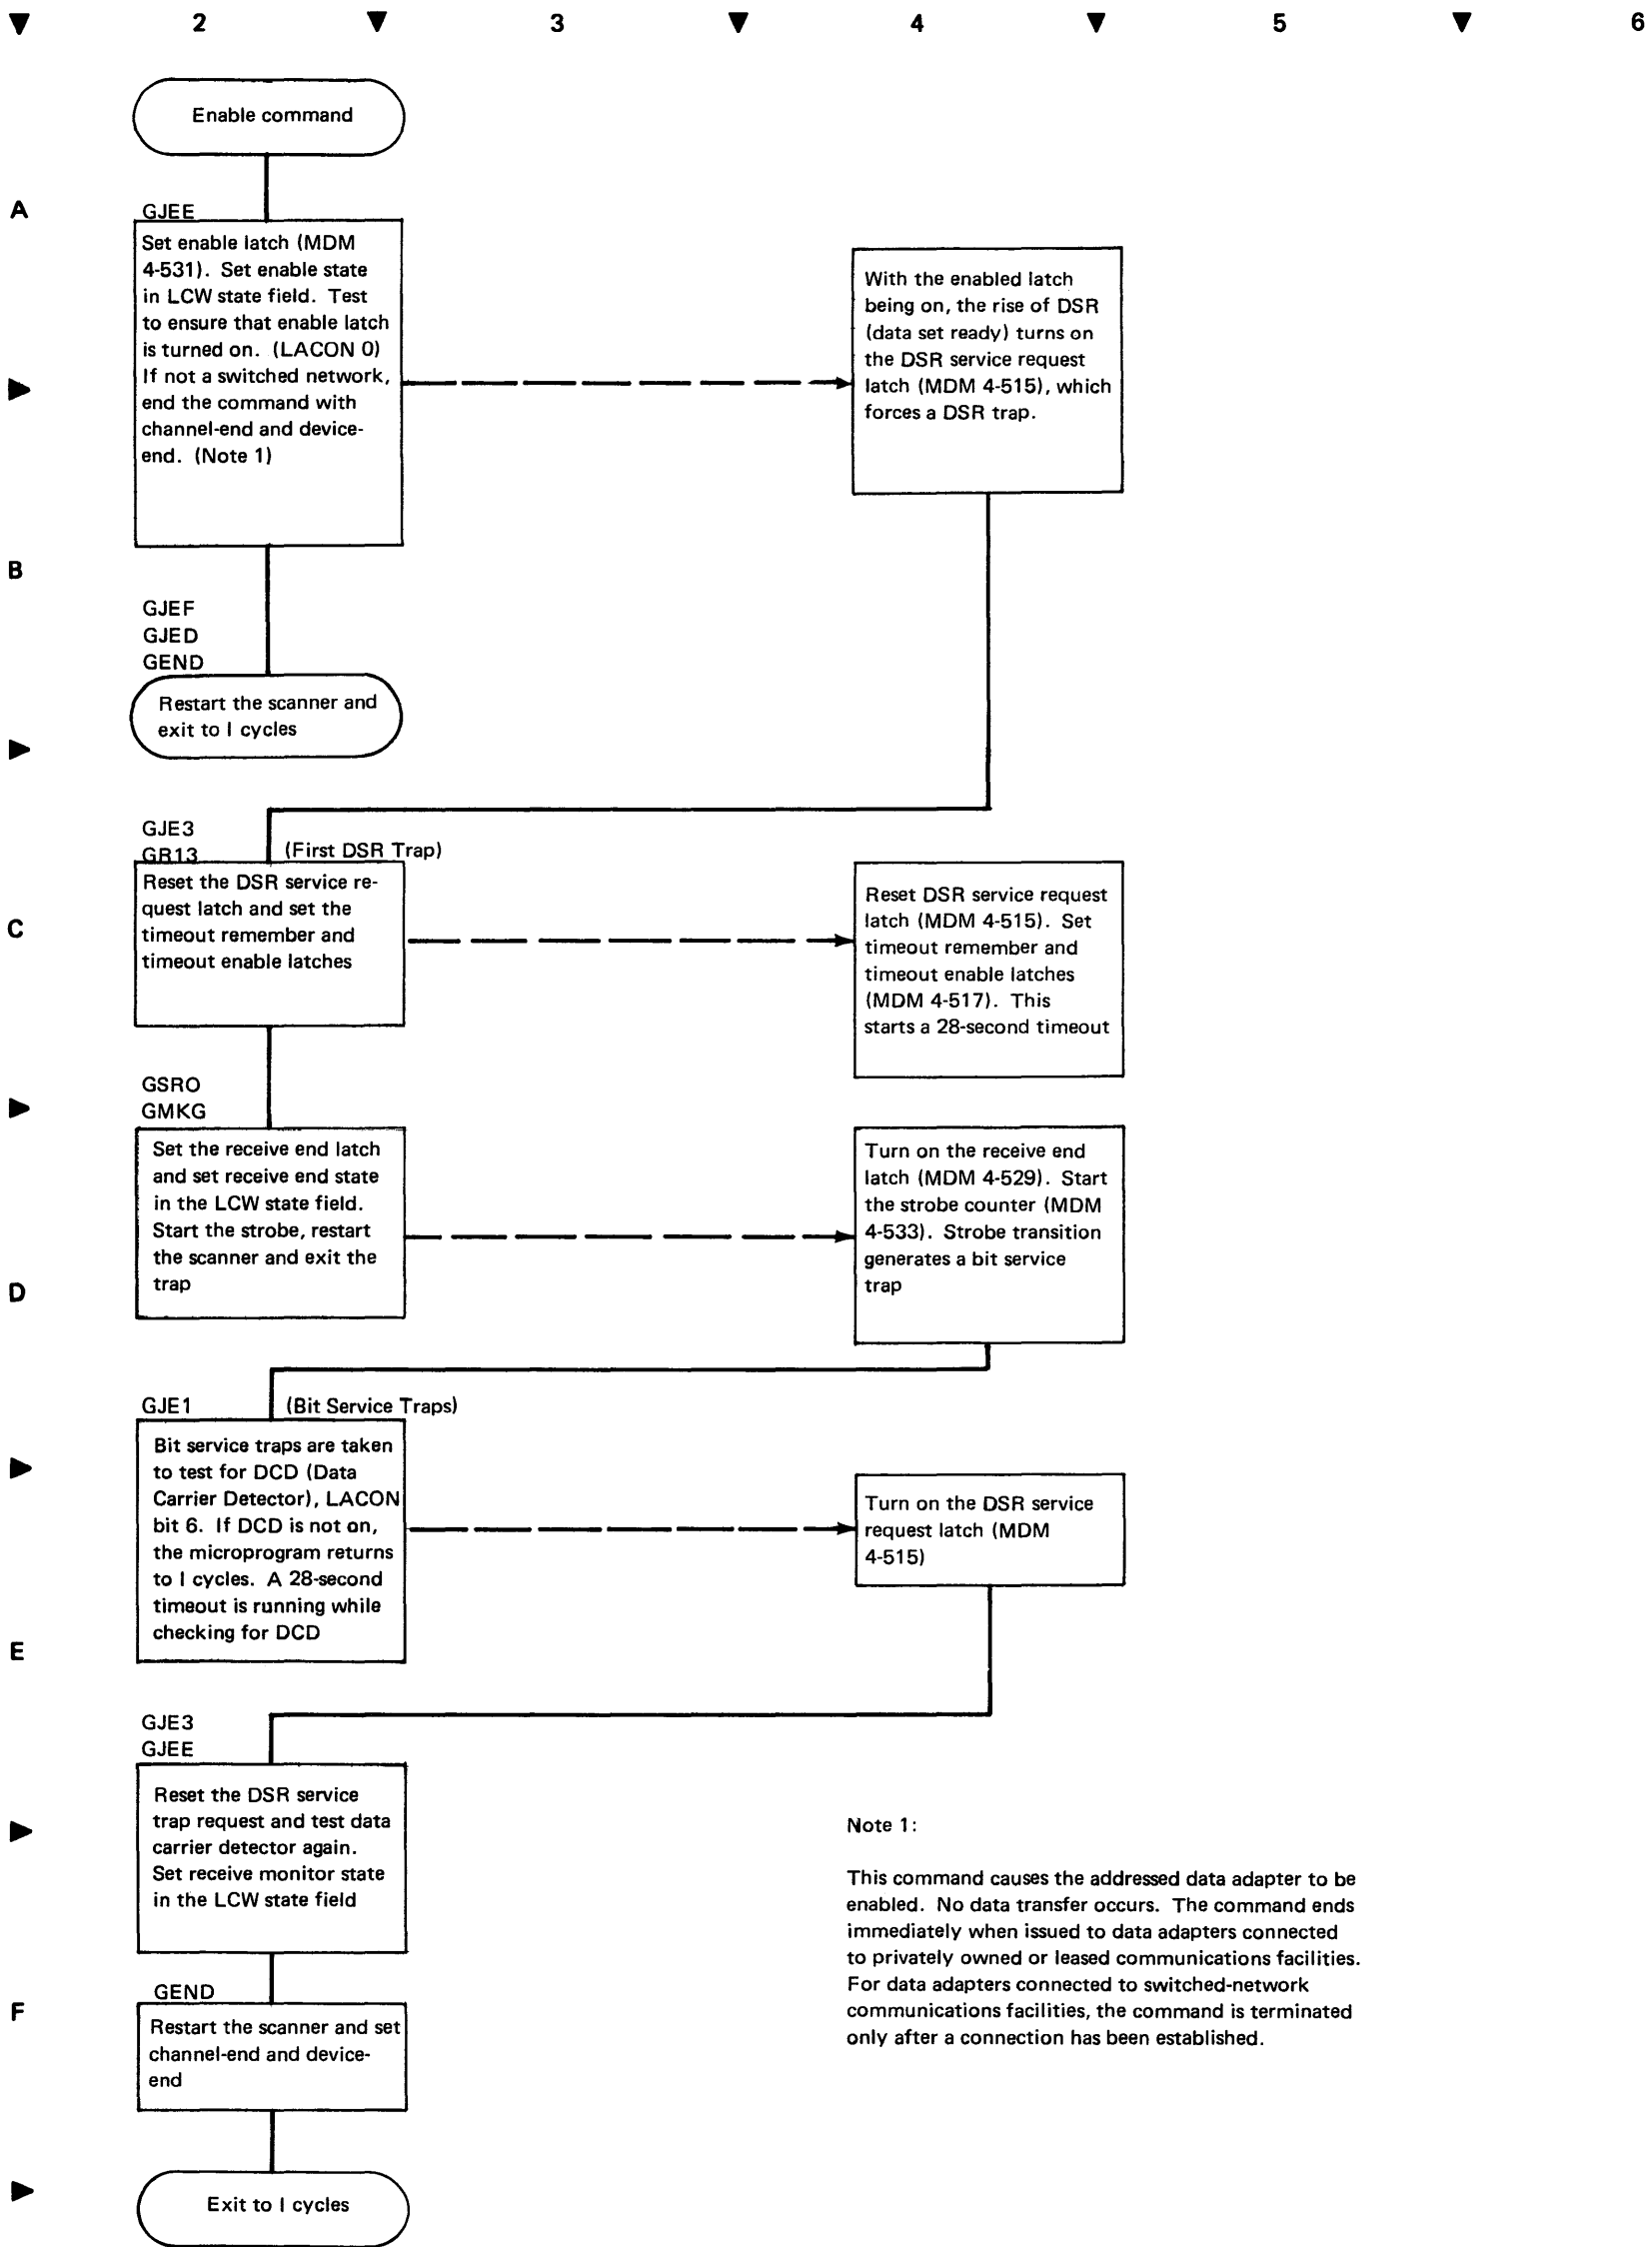 2 3 4 5 6
Enable command
A
GJEE
Set enable latch (MDM
4-531). Set enable state
in LCW state field. Test
to ensure that enable latch
is turned on. (LACON 0)
If not a switched network,
end the command with
channel-end and device-
end. (Note 1)
With the enabled latch
being on, the rise of DSR
(data set ready) turns on
the DSR service request
latch (MDM 4-515), which
forces a DSR trap.
B
GJEF
GJED
GEND
Restart the scanner and
exit to I cycles
GJE3
GR13
(First DSR Trap)
Reset the DSR service re-
quest latch and set the
timeout remember and
timeout enable latches
C
Reset DSR service request
latch (MDM 4-515). Set
timeout remember and
timeout enable latches
(MDM 4-517). This
starts a 28-second timeout
GSRO
GMKG
Set the receive end latch
and set receive end state
in the LCW state field.
Start the strobe, restart
the scanner and exit the
trap
Turn on the receive end
latch (MDM 4-529). Start
the strobe counter (MDM
4-533). Strobe transition
generates a bit service
trap
D
GJE1
(Bit Service Traps)
Bit service traps are taken
to test for DCD (Data
Carrier Detector), LACON
bit 6. If DCD is not on,
the microprogram returns
to I cycles. A 28-second
timeout is running while
checking for DCD
Turn on the DSR service
request latch (MDM
4-515)
E
GJE3
GJEE
Reset the DSR service
trap request and test data
carrier detector again.
Set receive monitor state
in the LCW state field
F
GEND
Restart the scanner and set
channel-end and device-
end
Exit to I cycles
Note 1:
This command causes the addressed data adapter to be
enabled. No data transfer occurs. The command ends
immediately when issued to data adapters connected
to privately owned or leased communications facilities.
For data adapters connected to switched-network
communications facilities, the command is terminated
only after a connection has been established.